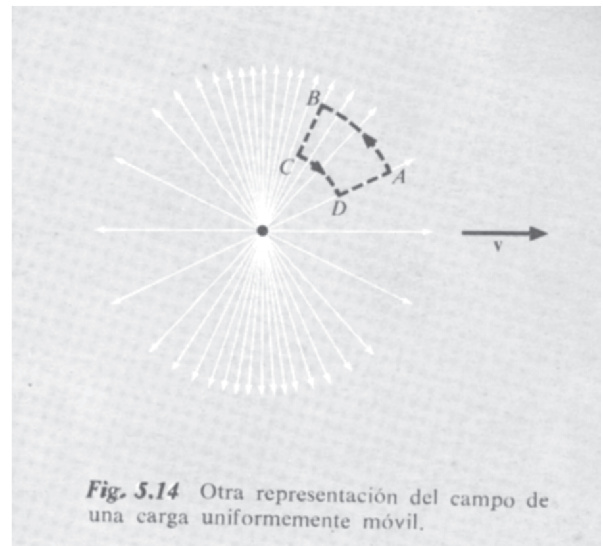 B
C
A
D
v
Fig. 5.14 Otra representación del campo de
una carga uniformemente móvil.